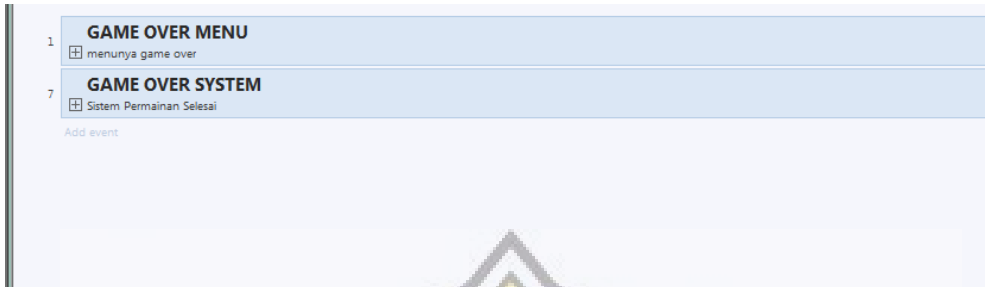 1
GAME OVER MENU
menunya game over
7
GAME OVER SYSTEM
Sistem Permainan Selesai
Add event